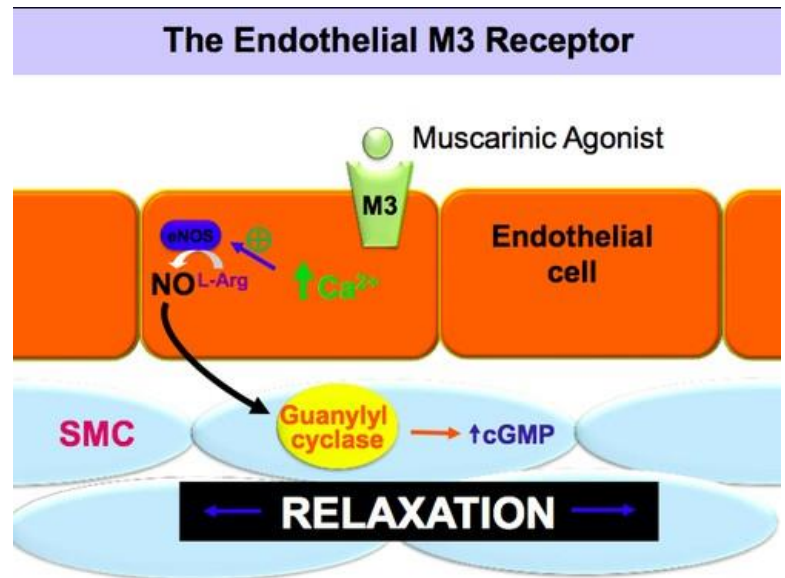 The Endothelial M3 Receptor
Muscarinic Agonist
M3
eNOS
NO L-Arg
↑Ca²⁺
Endothelial
cell
SMC
Guanylyl
cyclase
↑cGMP
RELAXATION